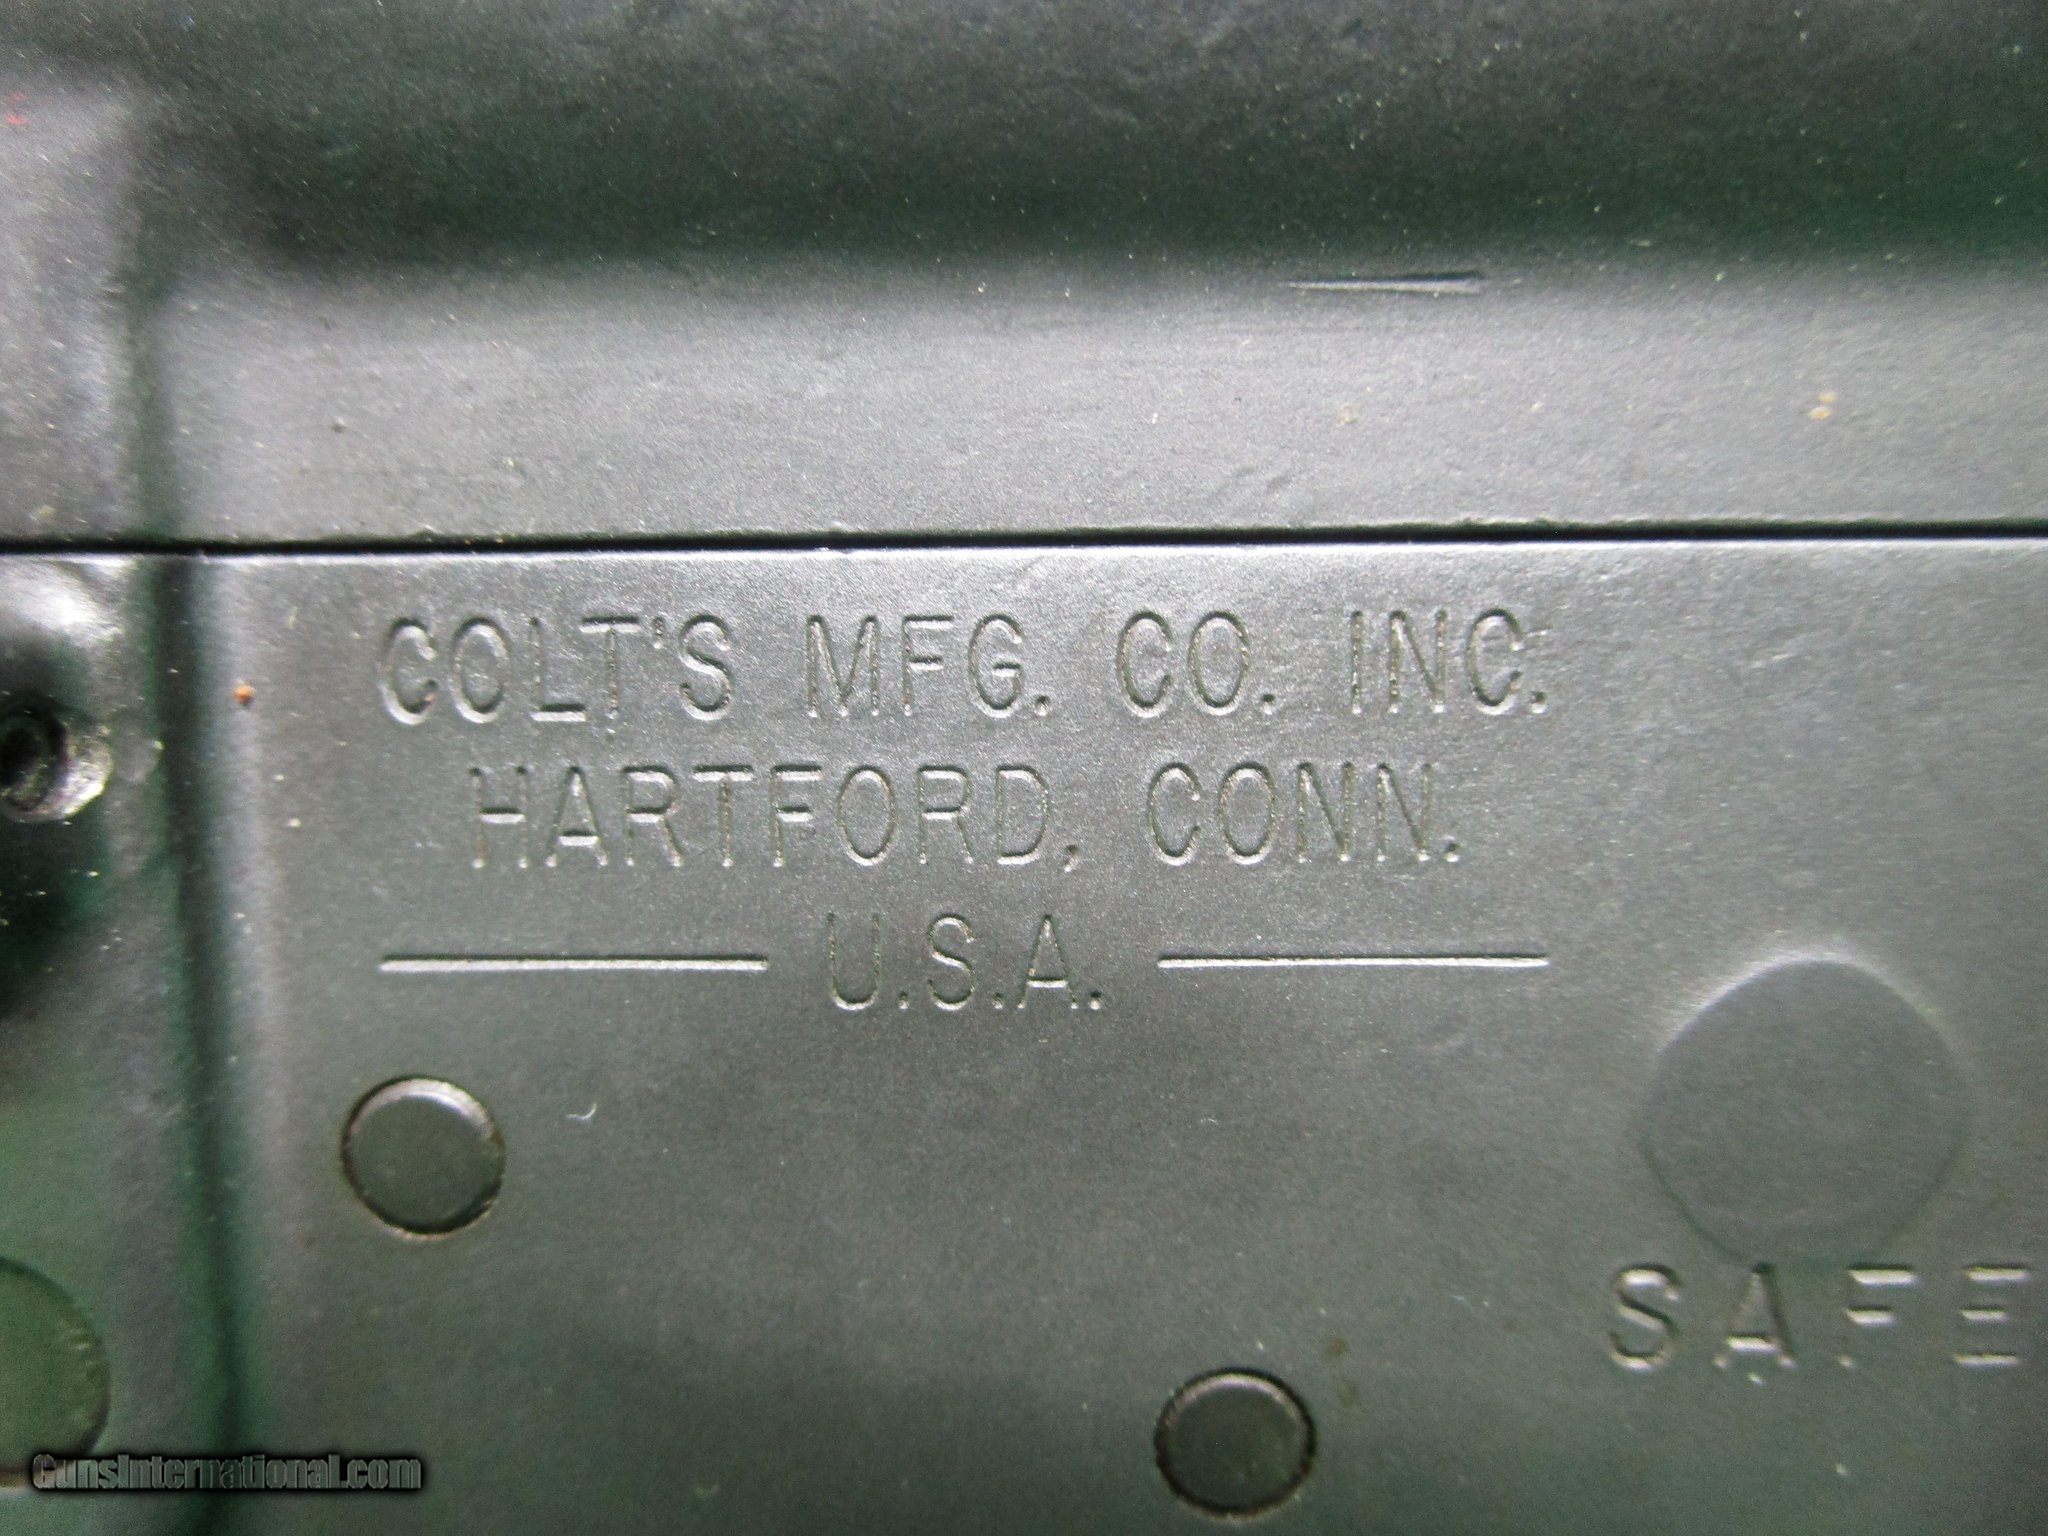 COLT'S MFG. CO. INC.
HARTFORD, CONN.
U.S.A.
SAFE
GunsInternational.com